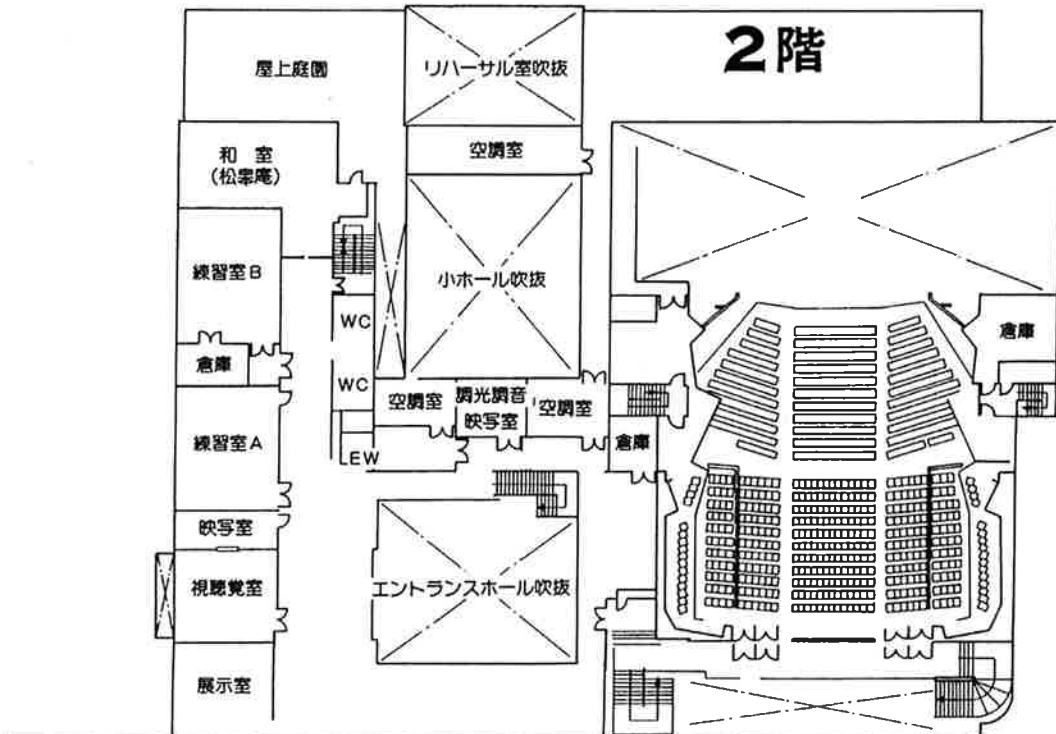 2階
屋上庭園
リハーサル室吹抜
和室
(松皐庵)
空調室
練習室B
小ホール吹抜
WC
倉庫
倉庫
WC
空調室
調光調音
映写室
空調室
練習室A
倉庫
EW
映写室
視聴覚室
エントランスホール吹抜
展示室